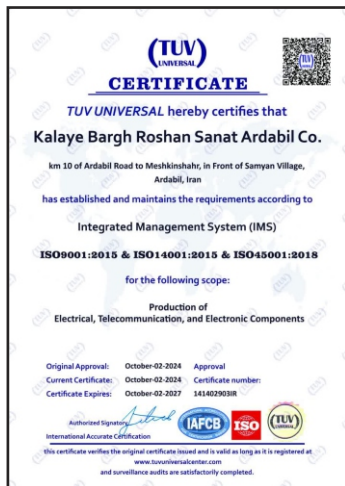 (TUV)
UNIVERSAL
CERTIFICATE
TUV UNIVERSAL hereby certifies that
Kalaye Bargh Roshan Sanat Ardabil Co.
km 10 of Ardabil Road to Meshkinshahr, in Front of Samyan Village,
Ardabil, Iran
has established and maintains the requirements according to
Integrated Management System (IMS)
ISO9001:2015 & ISO14001:2015 & ISO45001:2018
for the following scope:
Production of
Electrical, Telecommunication, and Electronic Components
Original Approval: October-02-2024 Approval
Current Certificate: October-02-2024 Certificate number:
Certificate Expires: October-02-2027 141402903IR
Authorized Signatory
IAFCB ISO (TUV)
International Accurate Certification
this certificate verifies the original certificate issued and is valid as long as it is registered at
www.tuvuniversalcenter.com
and surveillance audits are satisfactorily completed.